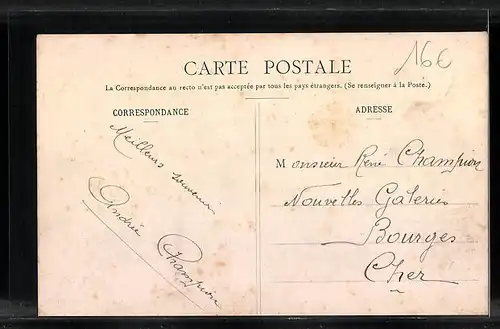 16€
CARTE POSTALE
La Correspondance au recto n'est pas acceptée par tous les pays étrangers. (Se renseigner à la Poste.)
CORRESPONDANCE
Meilleurs souvenirs
Andrée
Champion
ADRESSE
Monsieur René Champion
Nouvelles Galeries
Bourges
Cher